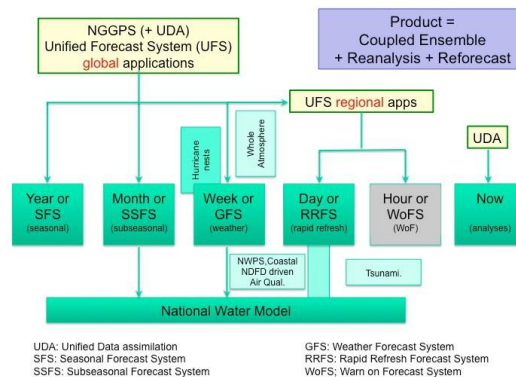 NGGPS (+ UDA)
Unified Forecast System (UFS)
global applications
Product =
Coupled Ensemble
+ Reanalysis + Reforecast
UFS regional apps
UDA
Hurricane
nests
Whole
Atmosphere
Year or
SFS
(seasonal)
Month or
SSFS
(subseasonal)
Week or
GFS
(weather)
Day or
RRFS
(rapid refresh)
Hour or
WoFS
(WoF)
Now
(analyses)
NWPS,Coastal
NDFD driven
Air Qual.
Tsunami.
National Water Model
UDA: Unified Data assimilation
SFS: Seasonal Forecast System
SSFS: Subseasonal Forecast System
GFS: Weather Forecast System
RRFS: Rapid Refresh Forecast System
WoFS; Warn on Forecast System